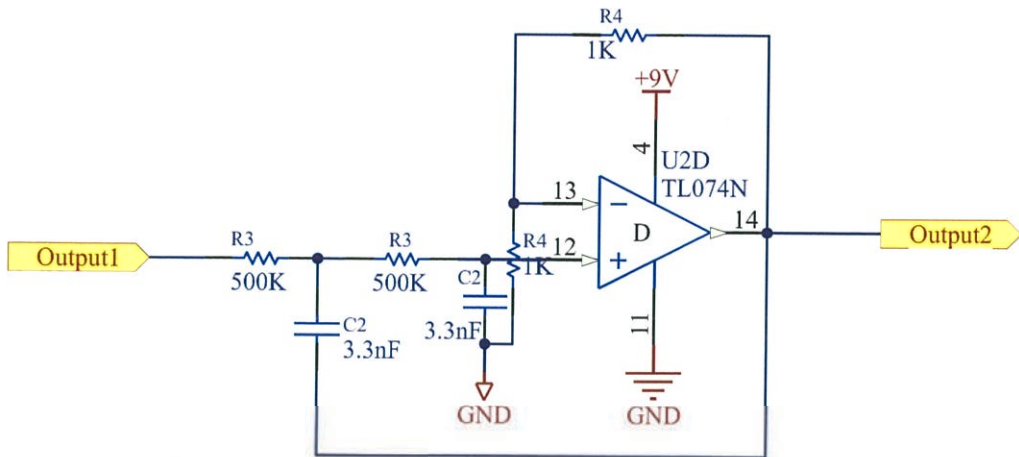 R4
1K
+9V
4
U2D
TL074N
13
D
14
12
R4
1K
Output1
R3
500K
R3
500K
C2
3.3nF
C2
3.3nF
11
GND
GND
Output2